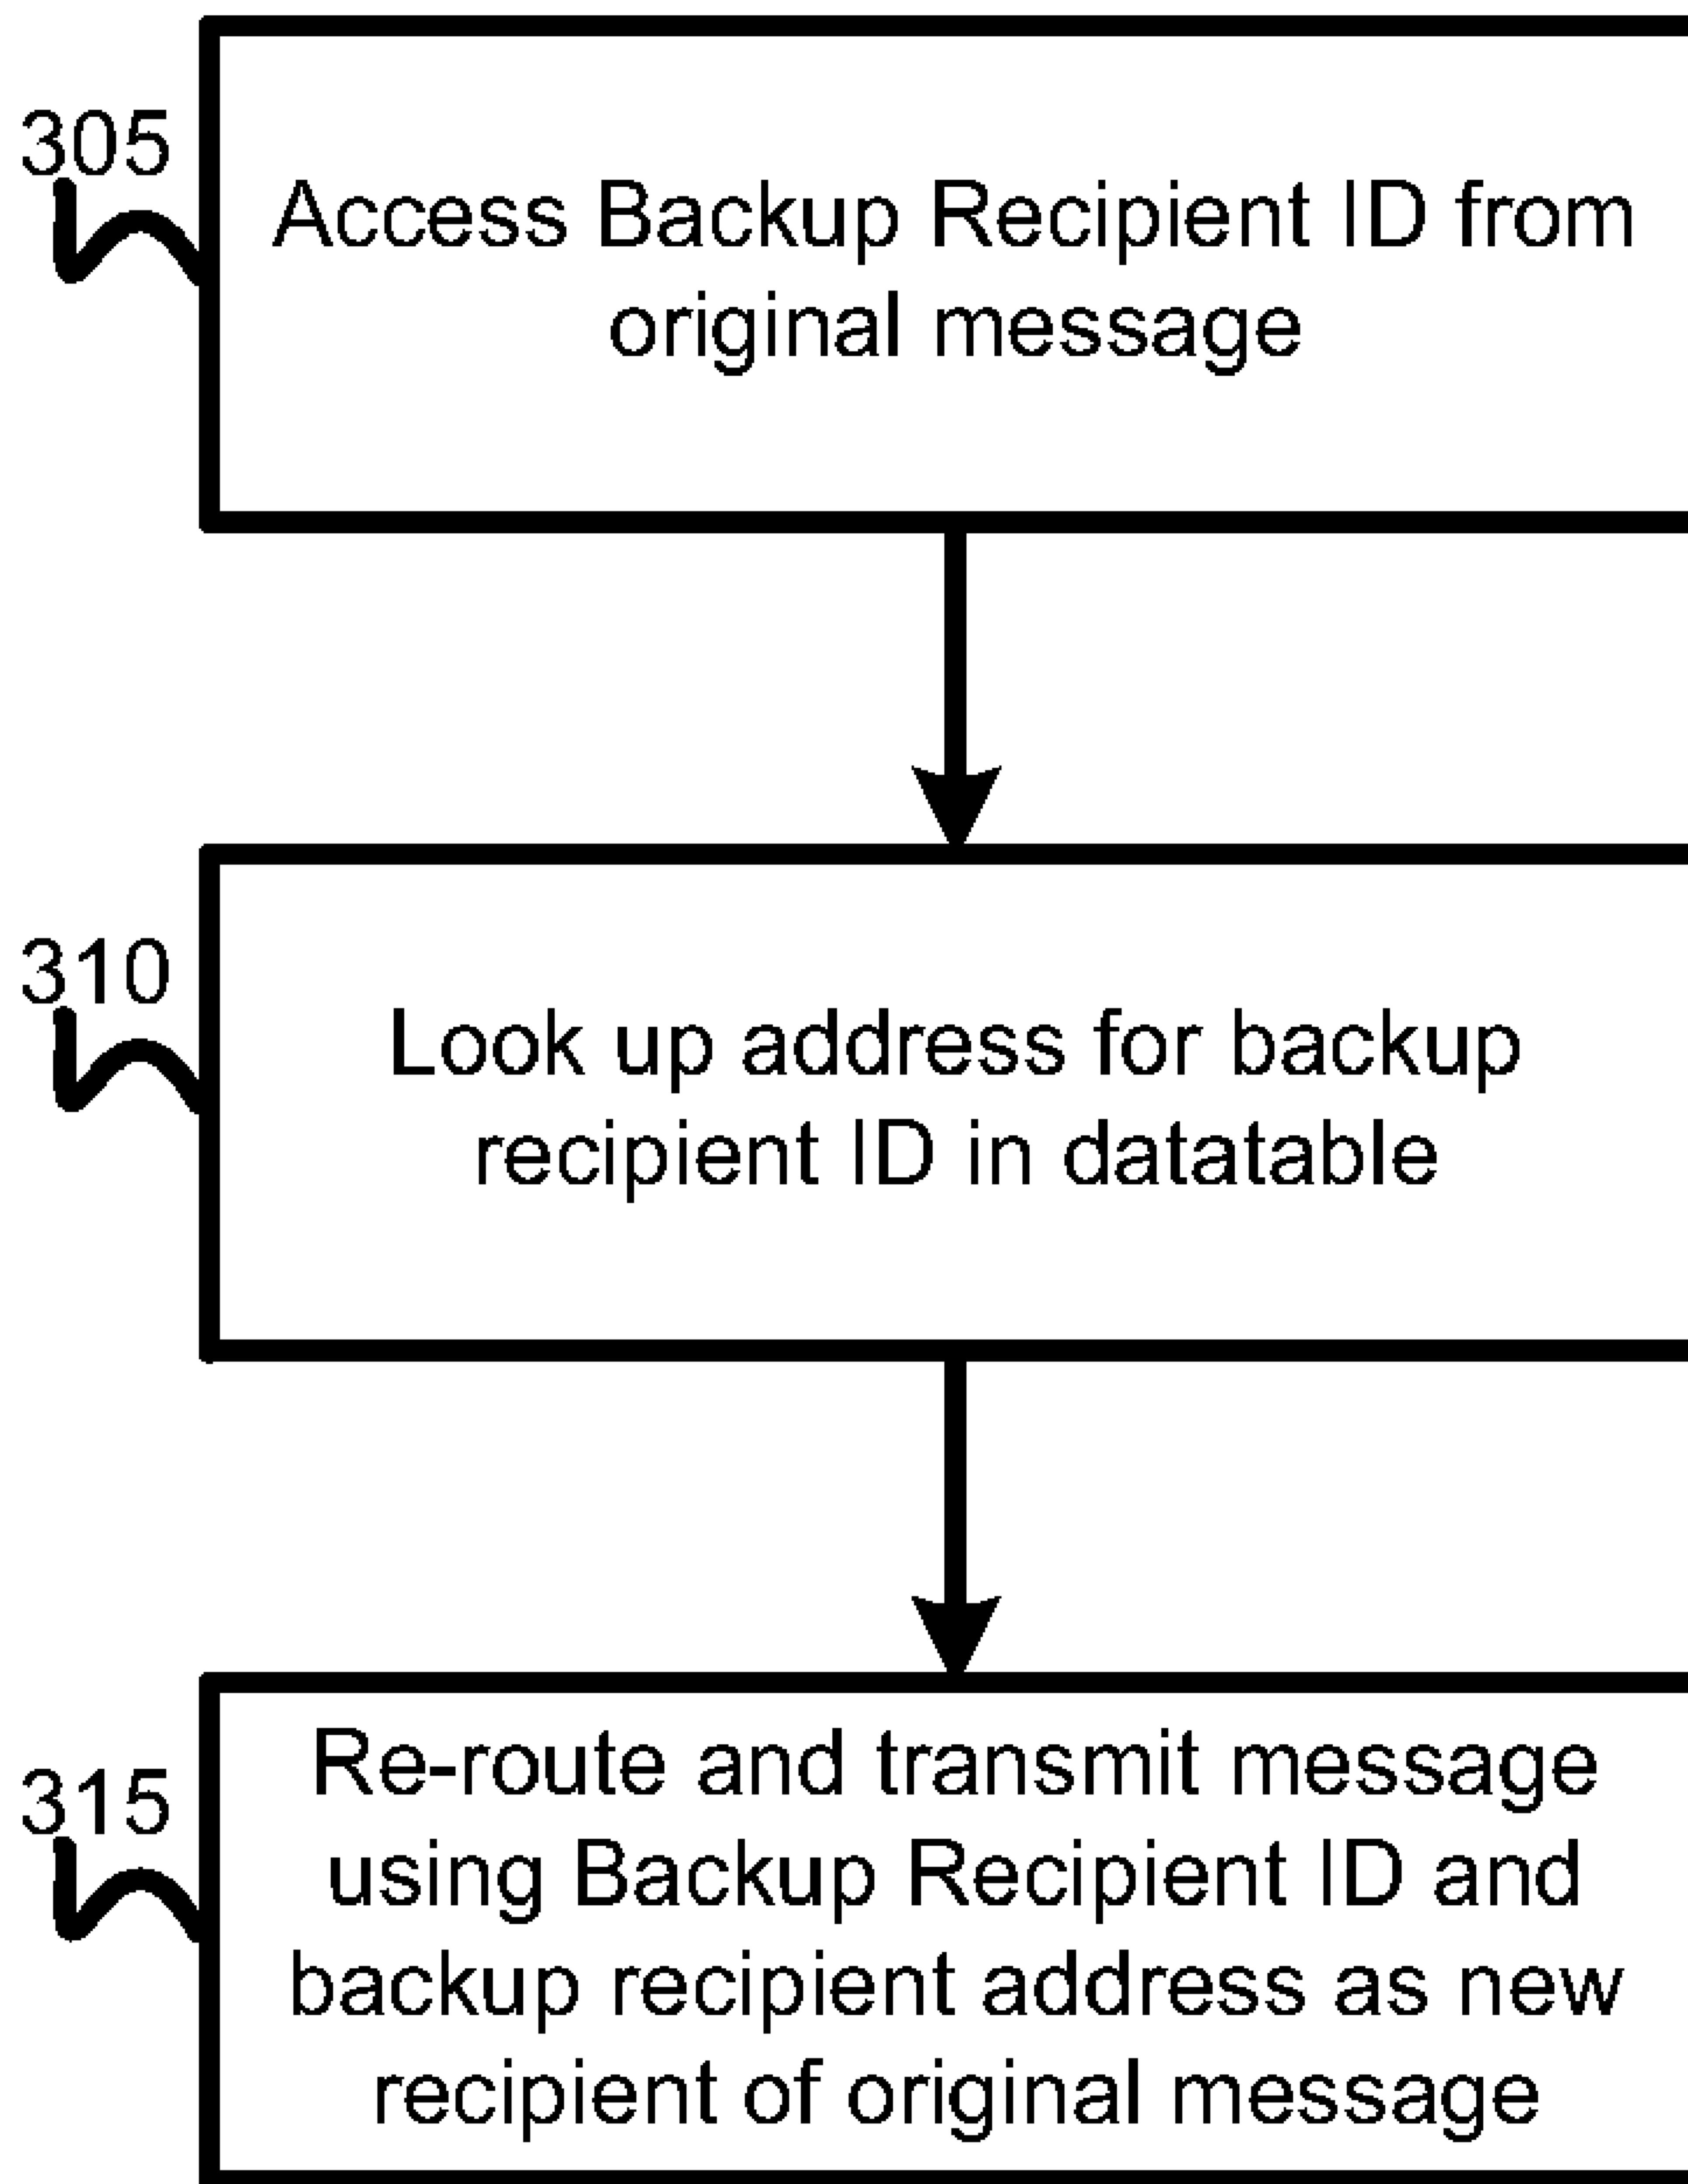 305
Access Backup Recipient ID from
original message
310
Look up address for backup
recipient ID in datatable
315
Re-route and transmit message
using Backup Recipient ID and
backup recipient address as new
recipient of original message